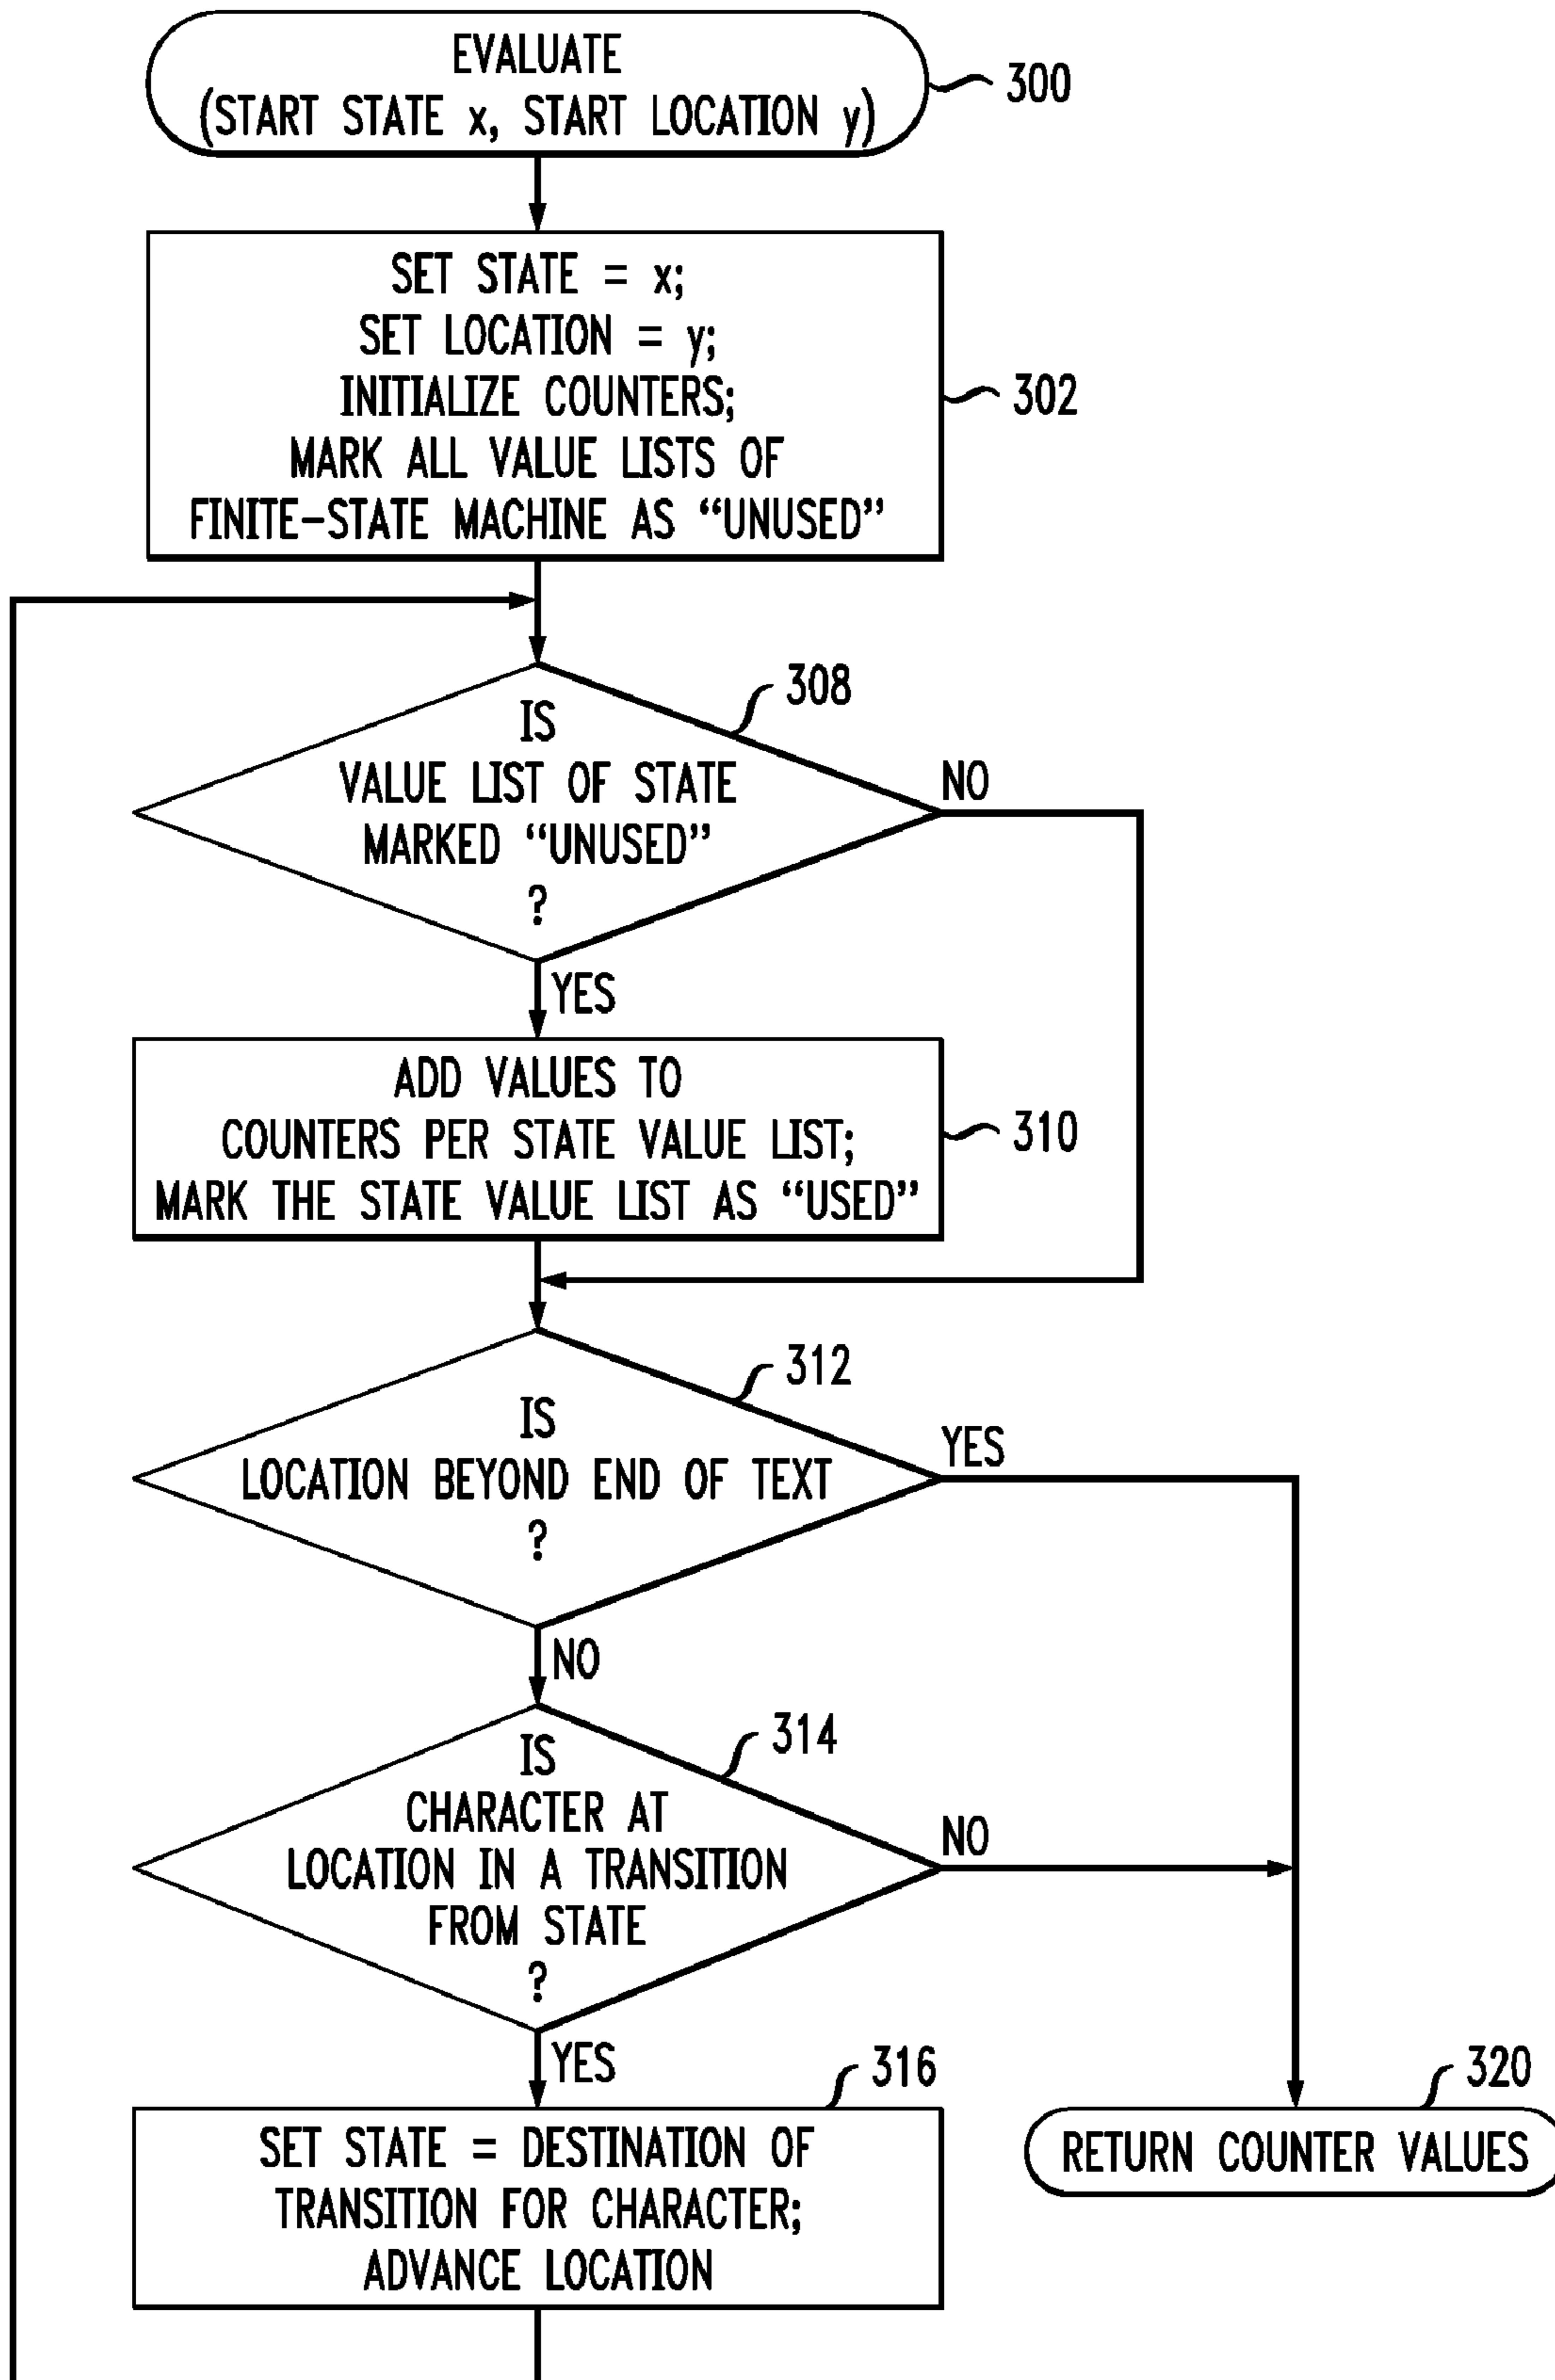 EVALUATE
(START STATE x, START LOCATION y)
300
SET STATE = x;
SET LOCATION = y;
INITIALIZE COUNTERS;
MARK ALL VALUE LISTS OF
FINITE-STATE MACHINE AS “UNUSED”
302
308
IS
VALUE LIST OF STATE
MARKED “UNUSED”
?
NO
YES
ADD VALUES TO
COUNTERS PER STATE VALUE LIST;
MARK THE STATE VALUE LIST AS “USED”
310
312
IS
LOCATION BEYOND END OF TEXT
?
YES
NO
314
IS
CHARACTER AT
LOCATION IN A TRANSITION
FROM STATE
?
NO
YES
316
SET STATE = DESTINATION OF
TRANSITION FOR CHARACTER;
ADVANCE LOCATION
320
RETURN COUNTER VALUES